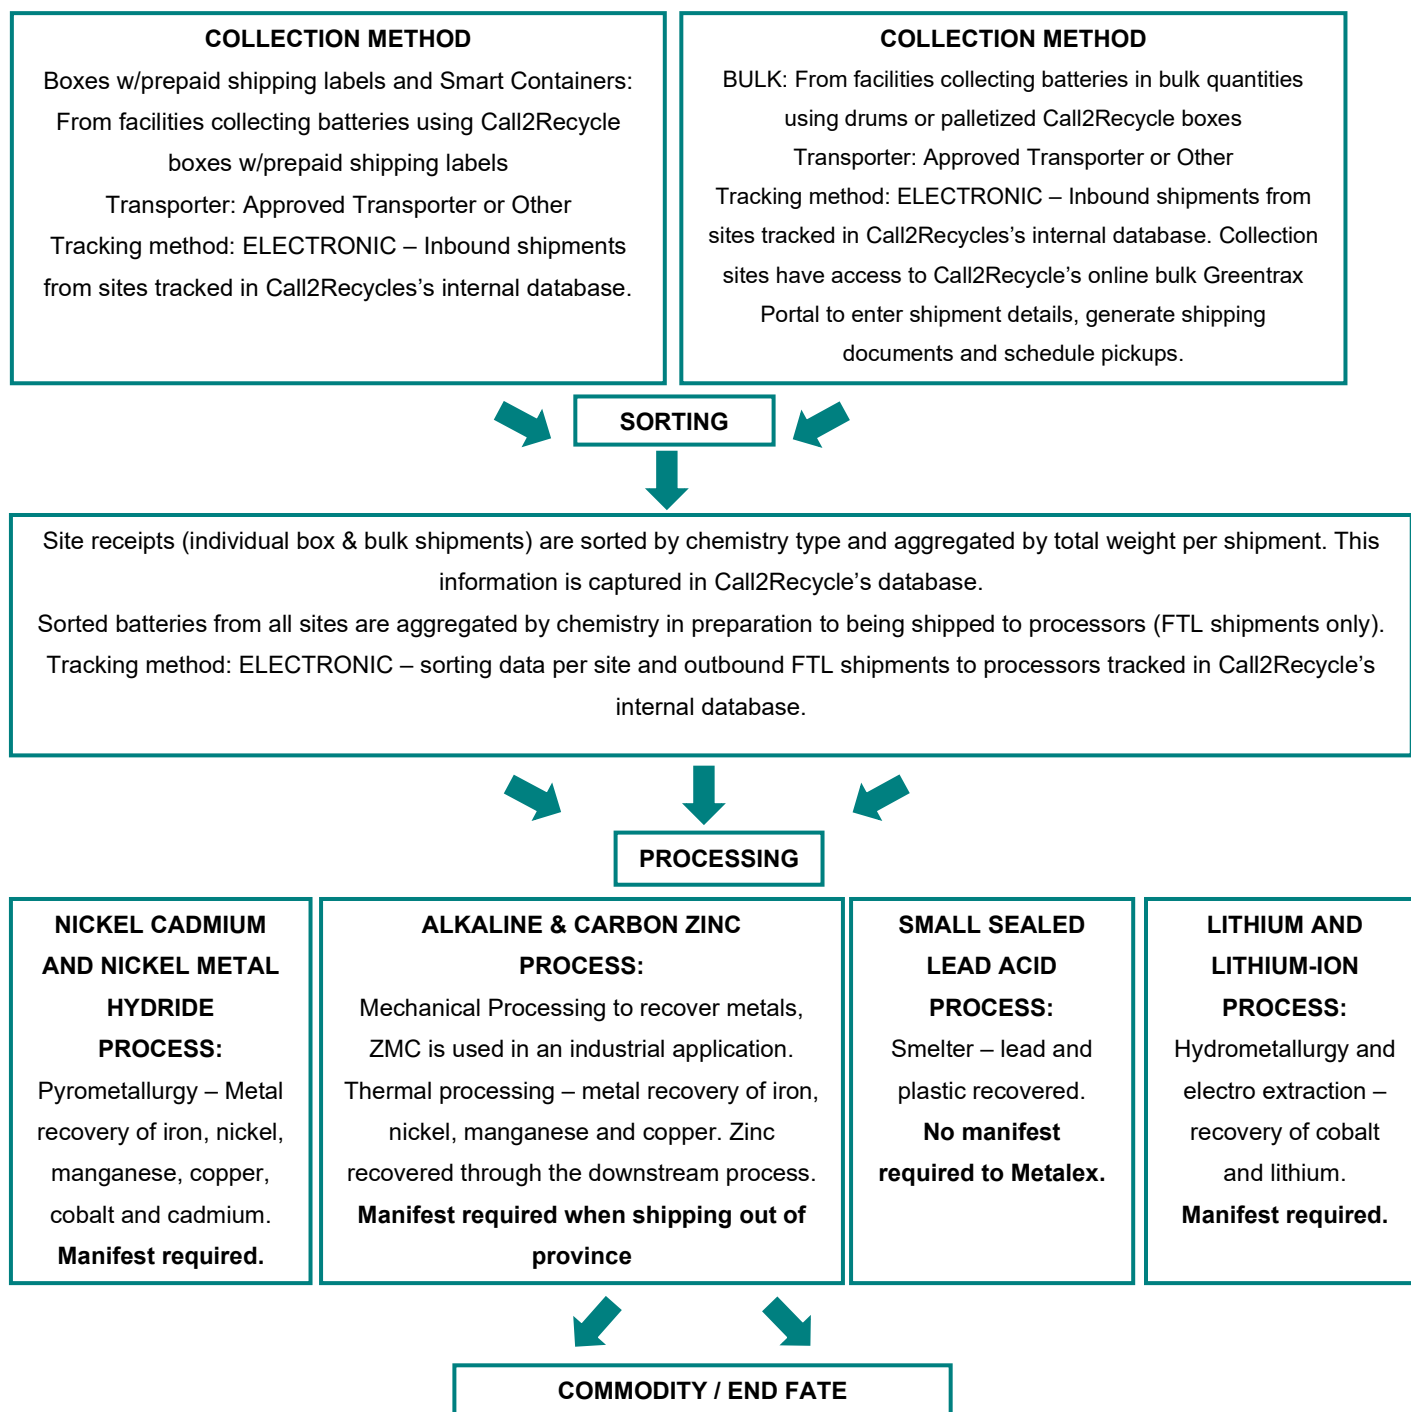 COLLECTION METHOD
Boxes w/prepaid shipping labels and Smart Containers:
From facilities collecting batteries using Call2Recycle
boxes w/prepaid shipping labels
Transporter: Approved Transporter or Other
Tracking method: ELECTRONIC – Inbound shipments
from sites tracked in Call2Recycles’s internal database.
COLLECTION METHOD
BULK: From facilities collecting batteries in bulk quantities
using drums or palletized Call2Recycle boxes
Transporter: Approved Transporter or Other
Tracking method: ELECTRONIC – Inbound shipments from
sites tracked in Call2Recycles’s internal database. Collection
sites have access to Call2Recycle’s online bulk Greentrax
Portal to enter shipment details, generate shipping
documents and schedule pickups.
SORTING
Site receipts (individual box & bulk shipments) are sorted by chemistry type and aggregated by total weight per shipment. This
information is captured in Call2Recycle’s database.
Sorted batteries from all sites are aggregated by chemistry in preparation to being shipped to processors (FTL shipments only).
Tracking method: ELECTRONIC – sorting data per site and outbound FTL shipments to processors tracked in Call2Recycle’s
internal database.
PROCESSING
NICKEL CADMIUM
AND NICKEL METAL
HYDRIDE
PROCESS:
Pyrometallurgy – Metal
recovery of iron, nickel,
manganese, copper,
cobalt and cadmium.
Manifest required.
ALKALINE & CARBON ZINC
PROCESS:
Mechanical Processing to recover metals,
ZMC is used in an industrial application.
Thermal processing – metal recovery of iron,
nickel, manganese and copper. Zinc
recovered through the downstream process.
Manifest required when shipping out of
province
SMALL SEALED
LEAD ACID
PROCESS:
Smelter – lead and
plastic recovered.
No manifest
required to Metalex.
LITHIUM AND
LITHIUM-ION
PROCESS:
Hydrometallurgy and
electro extraction –
recovery of cobalt
and lithium.
Manifest required.
COMMODITY / END FATE